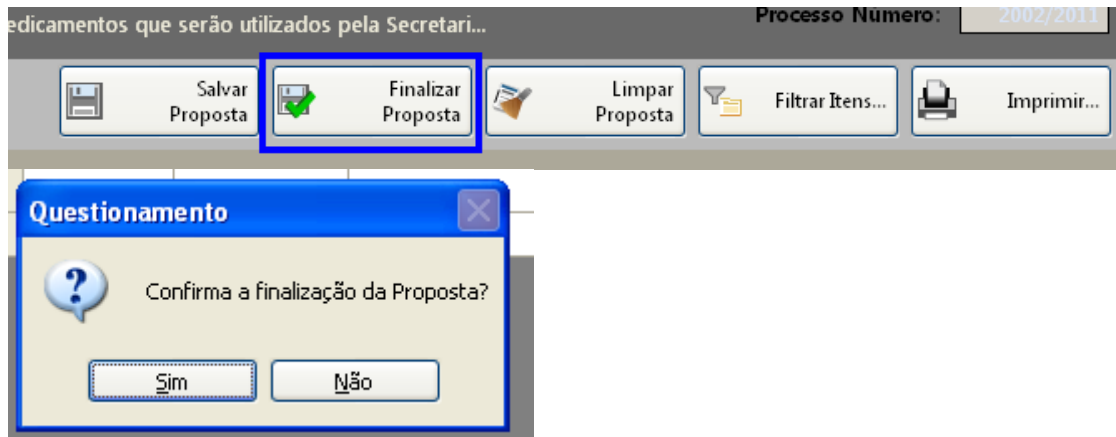 edicamentos que serão utilizados pela Secretari...
Processo Número: 2002/2011
Salvar
Proposta
Finalizar
Proposta
Limpar
Proposta
Filtrar Itens...
Imprimir...
Questionamento
Confirma a finalização da Proposta?
Sim
Não